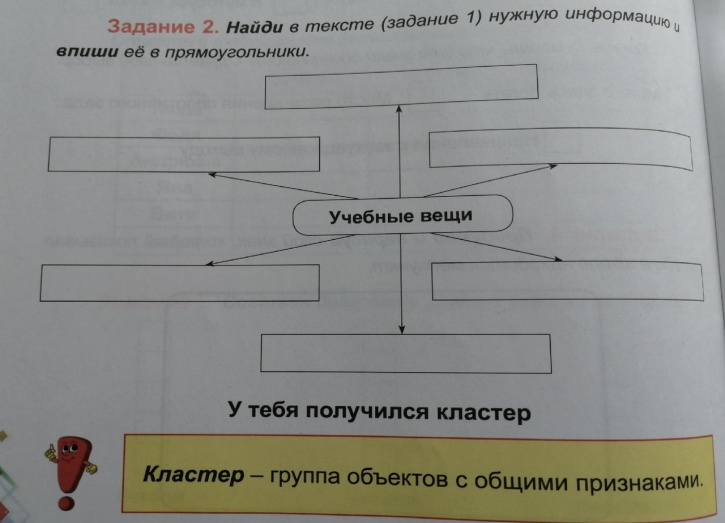 Задание 2. Найди в тексте (задание 1) нужную информацию и
впиши её в прямоугольники.
Учебные вещи
У тебя получился кластер
Кластер – группа объектов с общими признаками.